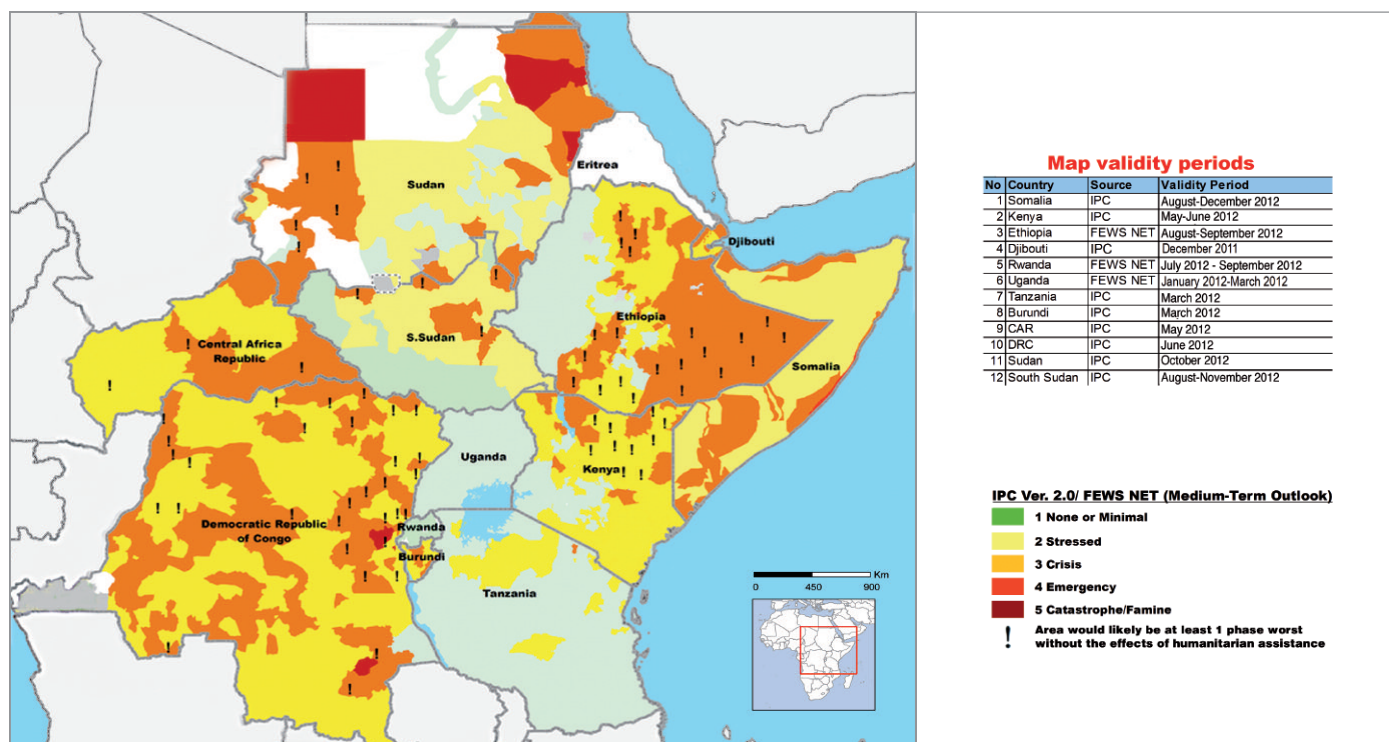 Sudan
Eritrea
Djibouti
Ethiopia
S.Sudan
Central Africa
Republic
Somalia
Uganda
Kenya
Democratic Republic
of Congo
Rwanda
Burundi
Tanzania
Km
0 450 900
Map validity periods
No Country Source Validity Period
1 Somalia IPC August-December 2012
2 Kenya IPC May-June 2012
3 Ethiopia FEWS NET August-September 2012
4 Djibouti IPC December 2011
5 Rwanda FEWS NET July 2012 - September 2012
6 Uganda FEWS NET January 2012-March 2012
7 Tanzania IPC March 2012
8 Burundi IPC March 2012
9 CAR IPC May 2012
10 DRC IPC June 2012
11 Sudan IPC October 2012
12 South Sudan IPC August-November 2012
IPC Ver. 2.0/ FEWS NET (Medium-Term Outlook)
1 None or Minimal
2 Stressed
3 Crisis
4 Emergency
5 Catastrophe/Famine
! Area would likely be at least 1 phase worst
without the effects of humanitarian assistance